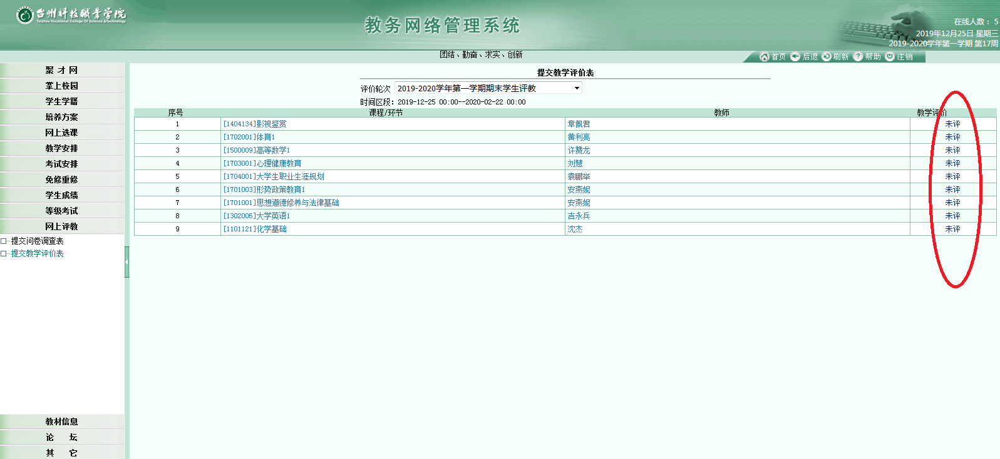 台州科技职业学院
Taizhou Vocational College Of Science &Technology
教务网络管理系统
在线人数: 5
2019年12月25日 星期三
2019-2020学年第一学期 第17周
团结、勤奋、求实、创新
首页 后退 刷新 帮助 注销
聚 才 网
掌上校园
学生学籍
培养方案
网上选课
教学安排
考试安排
免修重修
学生成绩
等级考试
网上评教
提交问卷调查表
提交教学评价表
教材信息
论 坛
其 它
提交教学评价表
评价轮次 2019-2020学年第一学期期末学生评教
时间区段: 2019-12-25 00:00--2020-02-22 00:00
序号 课程/环节 教师 教学评价
1 [1404134]影视鉴赏 章佩君 未评
2 [1702001]体育1 黄利亮 未评
3 [1500009]高等数学1 许赟龙 未评
4 [1703001]心理健康教育 刘慧 未评
5 [1704001]大学生职业生涯规划 袁鹏举 未评
6 [1701003]形势政策教育1 安燕妮 未评
7 [1701001]思想道德修养与法律基础 安燕妮 未评
8 [1302006]大学英语1 吉永兵 未评
9 [1101121]化学基础 沈杰 未评